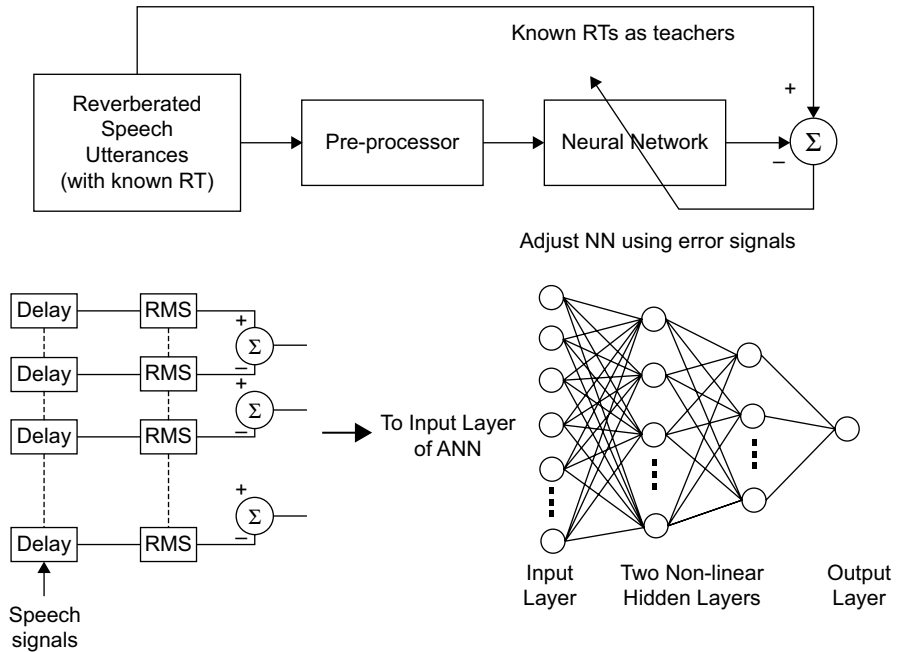 Known RTs as teachers
+
Reverberated
Speech
Utterances
(with known RT)
Pre-processor
Neural Network
Σ
–
Adjust NN using error signals
Delay
RMS
+
Σ
–
Delay
RMS
+
Σ
–
Delay
RMS
To Input Layer
of ANN
+
Σ
–
Delay
RMS
Speech
signals
Input
Layer
Two Non-linear
Hidden Layers
Output
Layer